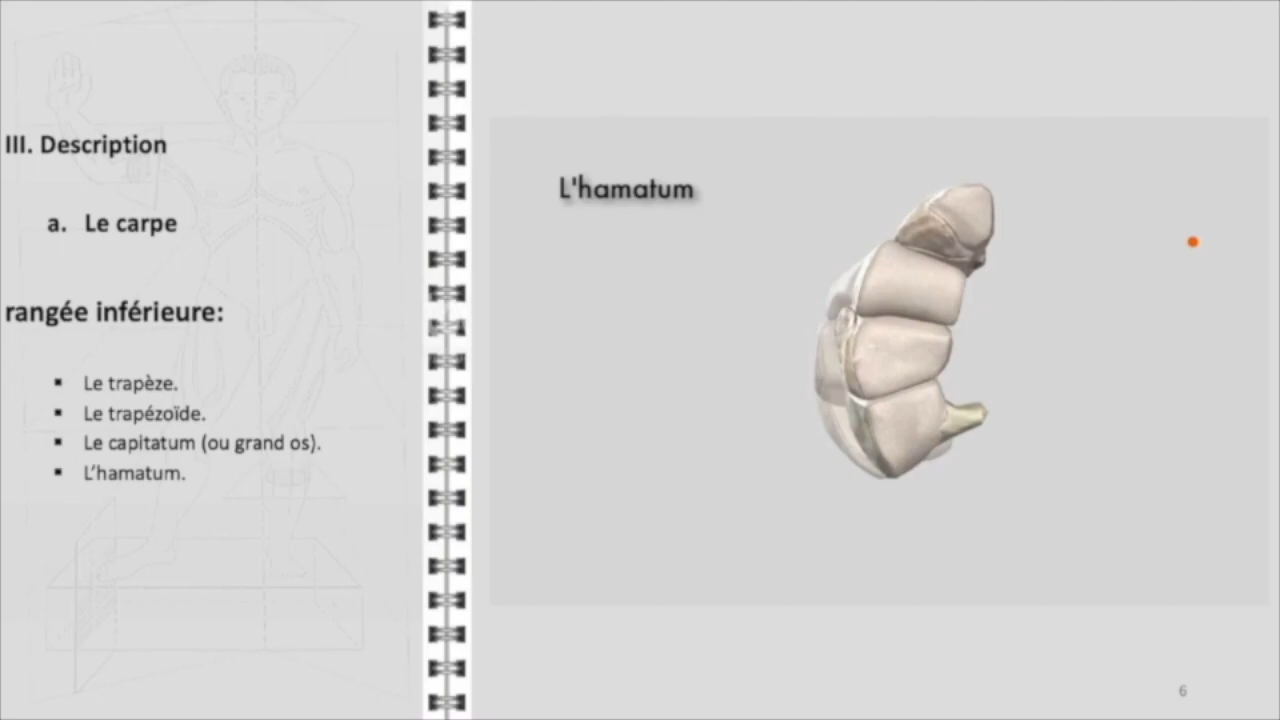 III. Description
a. Le carpe
rangée inférieure:
▪ Le trapèze.
▪ Le trapézoïde.
▪ Le capitatum (ou grand os).
▪ L’hamatum.
L'hamatum
6